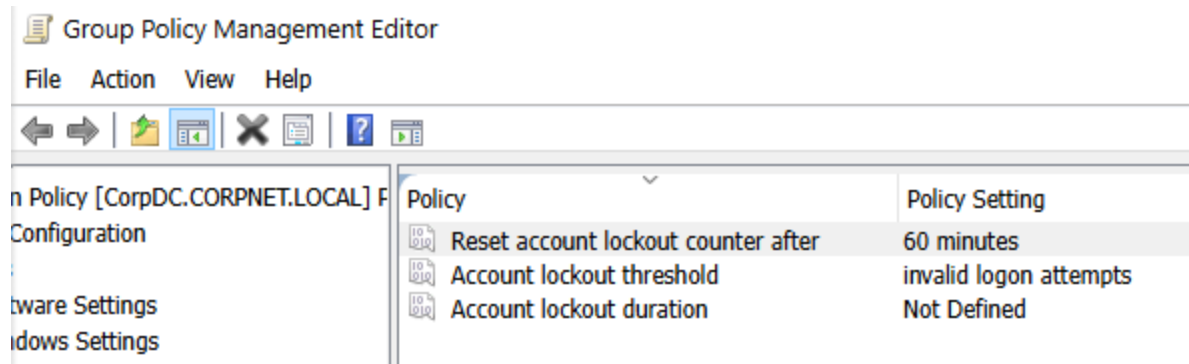 Group Policy Management Editor
File Action View Help
n Policy [CorpDC.CORPNET.LOCAL] P
Configuration
tware Settings
ndows Settings
Policy Policy Setting
Reset account lockout counter after 60 minutes
Account lockout threshold invalid logon attempts
Account lockout duration Not Defined